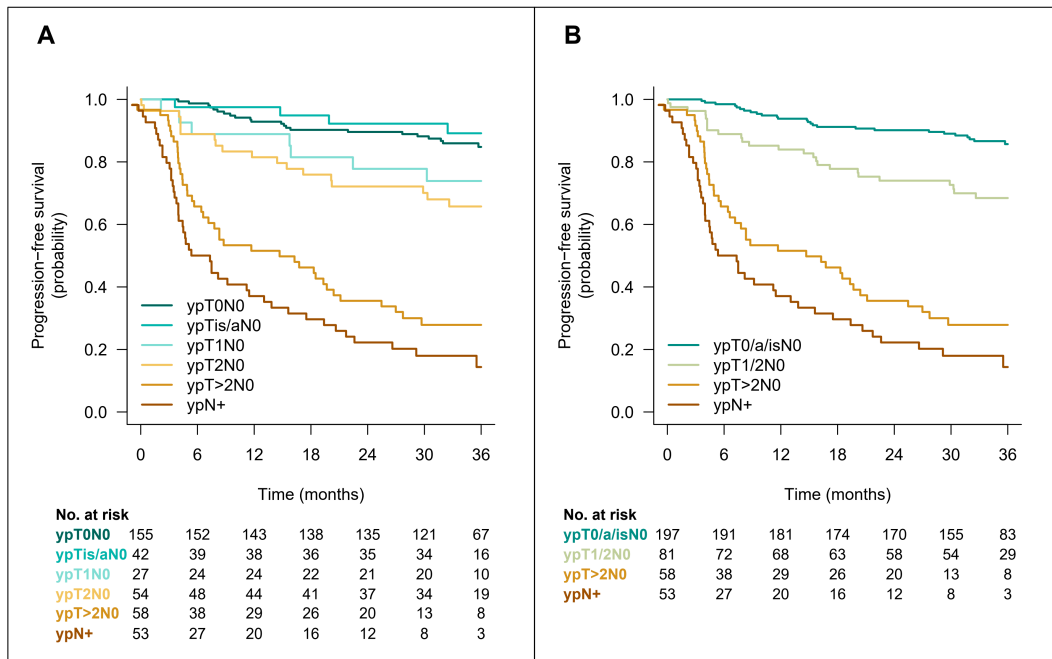 A
1.0
0.8
0.6
0.4
0.2
0.0
Progression−free survival
(probability)
ypT0N0
ypTis/aN0
ypT1N0
ypT2N0
ypT>2N0
ypN+
0 6 12 18 24 30 36
Time (months)
No. at risk
ypT0N0 155 152 143 138 135 121 67
ypTis/aN0 42 39 38 36 35 34 16
ypT1N0 27 24 24 22 21 20 10
ypT2N0 54 48 44 41 37 34 19
ypT>2N0 58 38 29 26 20 13 8
ypN+ 53 27 20 16 12 8 3
B
1.0
0.8
0.6
0.4
0.2
0.0
Progression−free survival
(probability)
ypT0/a/isN0
ypT1/2N0
ypT>2N0
ypN+
0 6 12 18 24 30 36
Time (months)
No. at risk
ypT0/a/isN0 197 191 181 174 170 155 83
ypT1/2N0 81 72 68 63 58 54 29
ypT>2N0 58 38 29 26 20 13 8
ypN+ 53 27 20 16 12 8 3